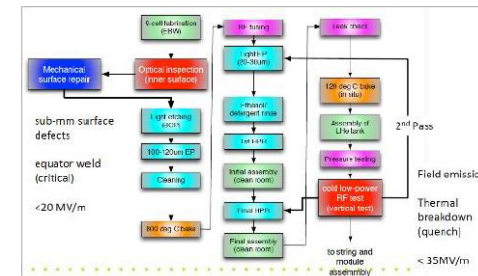 9-cell fabrication
(EBW)
Mechanical
surface repair
Optical inspection
(inner surface)
sub-mm surface
defects
equator weld
(critical)
<20 MV/m
Light etching
(BCP)
100-120um EP
Cleaning
800 deg C bake
RF tuning
Light EP
(20-30um)
Ethanol/
detergent rinse
1st HPR
Initial assembly
(clean room)
Final HPR
Final assembly
(clean room)
Leak check
120 deg C bake
(in situ)
Assembly of
LHe tank
Pressure testing
cold low-power
RF test
(vertical test)
to string and
module
assembly
2nd Pass
Field emission
Thermal
breakdown
(quench)
< 35MV/m